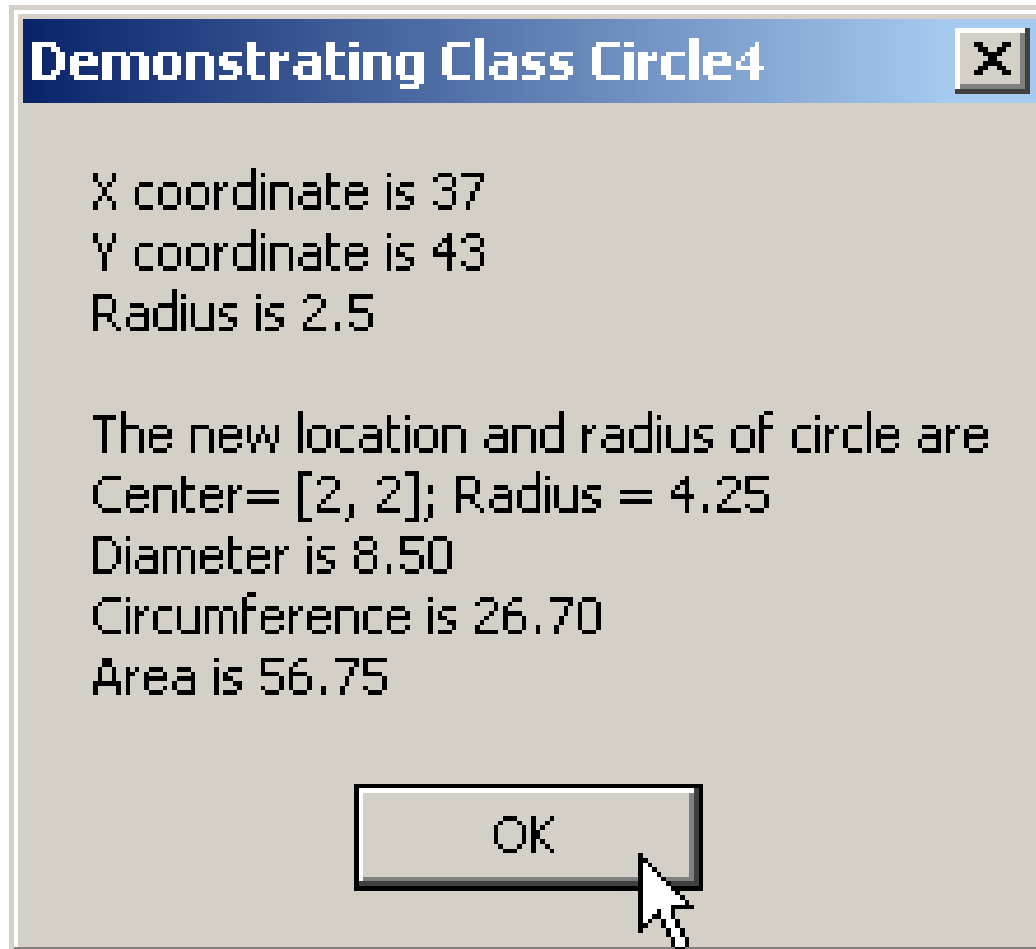 Demonstrating Class Circle4
X coordinate is 37
Y coordinate is 43
Radius is 2.5
The new location and radius of circle are
Center= [2, 2]; Radius = 4.25
Diameter is 8.50
Circumference is 26.70
Area is 56.75
OK